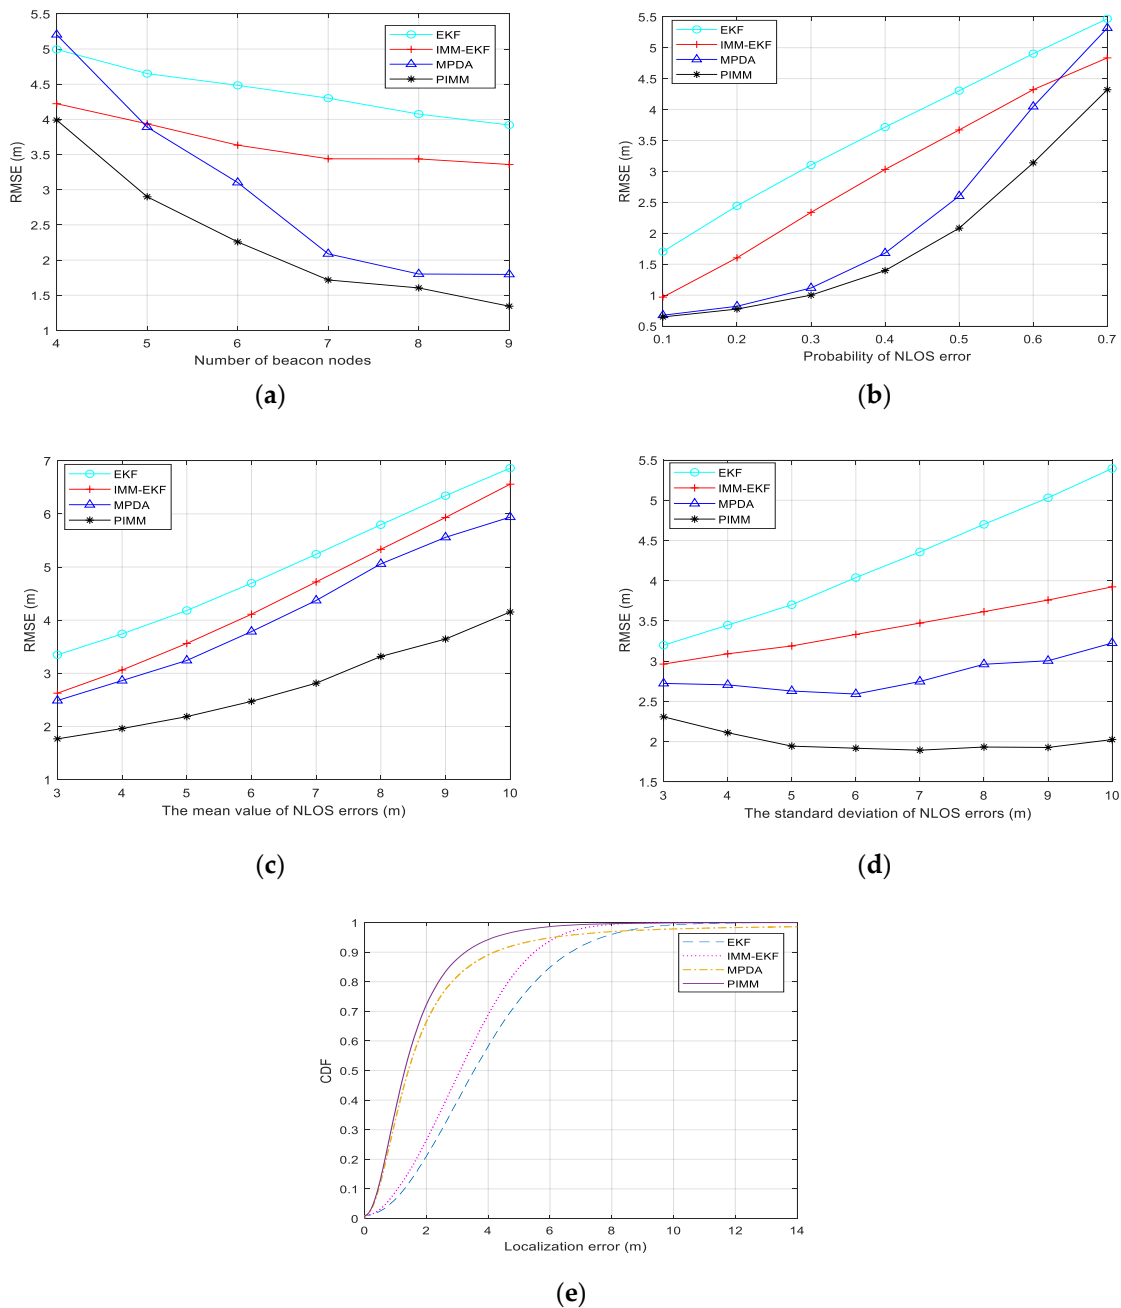 5.5
5
4.5
4
3.5
3
2.5
2
1.5
1
RMSE (m)
EKF
IMM-EKF
MPDA
PIMM
4 5 6 7 8 9
Number of beacon nodes
(a)
5.5
5
4.5
4
3.5
3
2.5
2
1.5
1
0.5
RMSE (m)
EKF
IMM-EKF
MPDA
PIMM
0.1 0.2 0.3 0.4 0.5 0.6 0.7
Probability of NLOS error
(b)
7
6
5
4
3
2
1
RMSE (m)
EKF
IMM-EKF
MPDA
PIMM
3 4 5 6 7 8 9 10
The mean value of NLOS errors (m)
(c)
5.5
5
4.5
4
3.5
3
2.5
2
1.5
RMSE (m)
EKF
IMM-EKF
MPDA
PIMM
3 4 5 6 7 8 9 10
The standard deviation of NLOS errors (m)
(d)
1
0.9
0.8
0.7
0.6
0.5
0.4
0.3
0.2
0.1
0
CDF
EKF
IMM-EKF
MPDA
PIMM
0 2 4 6 8 10 12 14
Localization error (m)
(e)